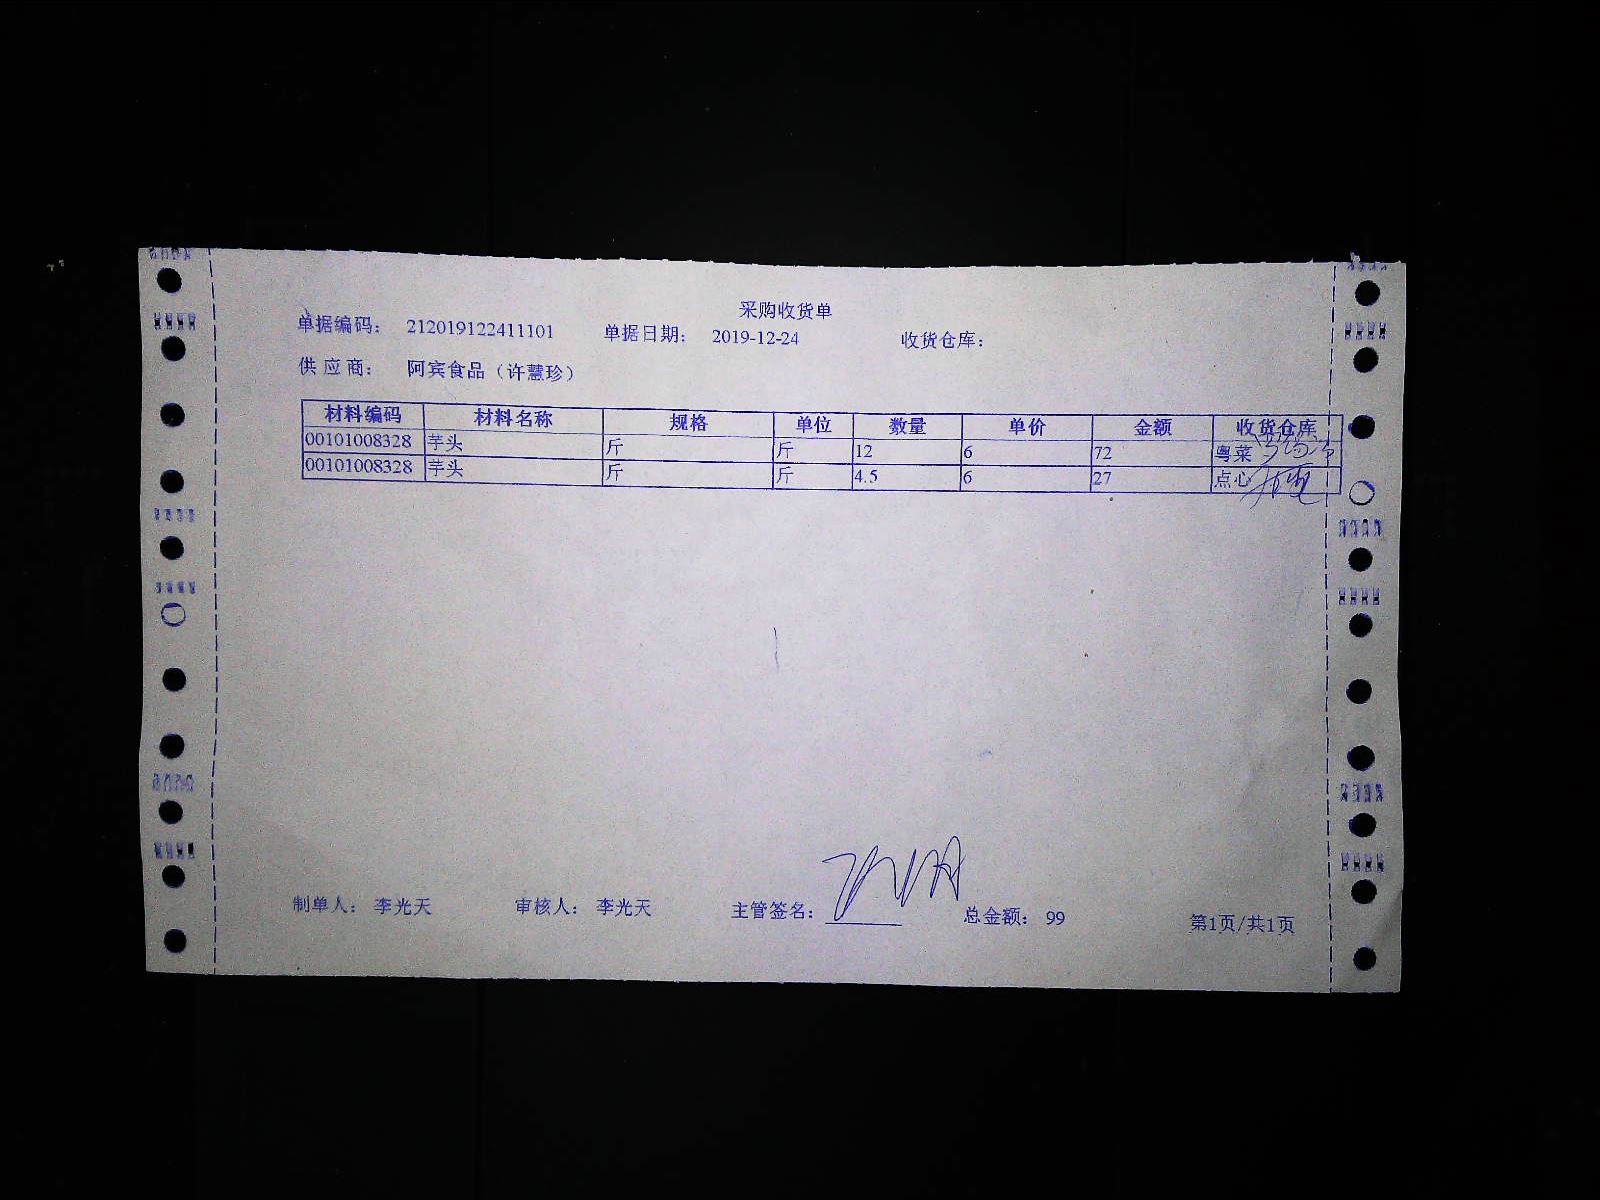 采购收货单
单据编码： 212019122411101 单据日期： 2019-12-24 收货仓库：
供应商： 阿宾食品（许慧珍）
材料编码 材料名称 规格 单位 数量 单价 金额 收货仓库
00101008328 芋头 斤 斤 12 6 72 粤菜
00101008328 芋头 斤 斤 4.5 6 27 点心
制单人： 李光天 审核人： 李光天 主管签名： 总金额： 99 第1页/共1页